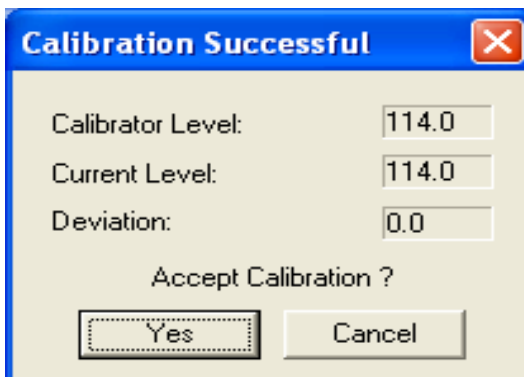 Calibration Successful
Calibrator Level: 114.0
Current Level: 114.0
Deviation: 0.0
Accept Calibration ?
Yes Cancel